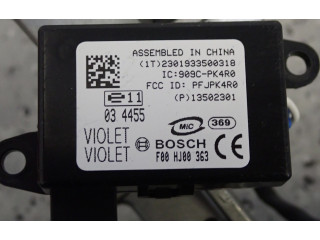 ASSEMBLED IN CHINA
(1T)2301933500318
IC:909C-PK4R0
FCC ID: PFJPK4R0
(P)13502301
e 11
03 4455
VIOLET
VIOLET
MIC
369
BOSCH
F00 HJ00 363
CE